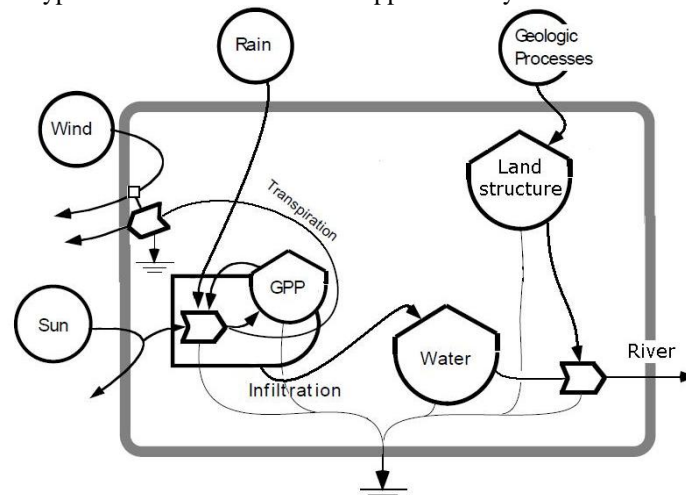 Rain
Geologic
Processes
Wind
Land
structure
Transpiration
GPP
Sun
Water
River
Infiltration